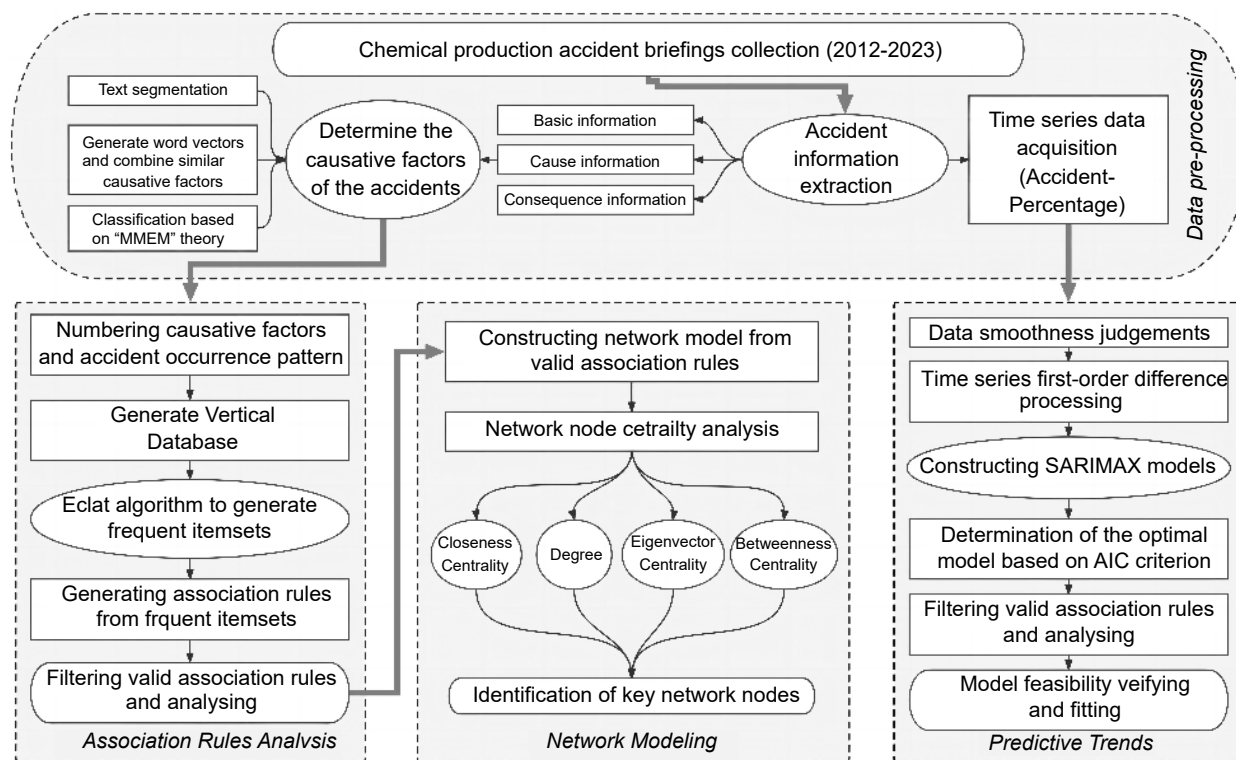 Chemical production accident briefings collection (2012-2023)
Data pre-processing
Text segmentation
Generate word vectors
and combine similar
causative factors
Classification based
on “MMEM” theory
Determine the
causative factors
of the accidents
Basic information
Cause information
Consequence information
Accident
information
extraction
Time series data
acquisition
(Accident-
Percentage)
Numbering causative factors
and accident occurrence pattern
Generate Vertical
Database
Eclat algorithm to generate
frequent itemsets
Generating association rules
from frquent itemsets
Filtering valid association rules
and analysing
Association Rules Analvsis
Constructing network model from
valid association rules
Network node cetrailty analysis
Closeness
Centrality
Degree
Eigenvector
Centrality
Betweenness
Centrality
Identification of key network nodes
Network Modeling
Data smoothness judgements
Time series first-order difference
processing
Constructing SARIMAX models
Determination of the optimal
model based on AIC criterion
Filtering valid association rules
and analysing
Model feasibility veifying
and fitting
Predictive Trends